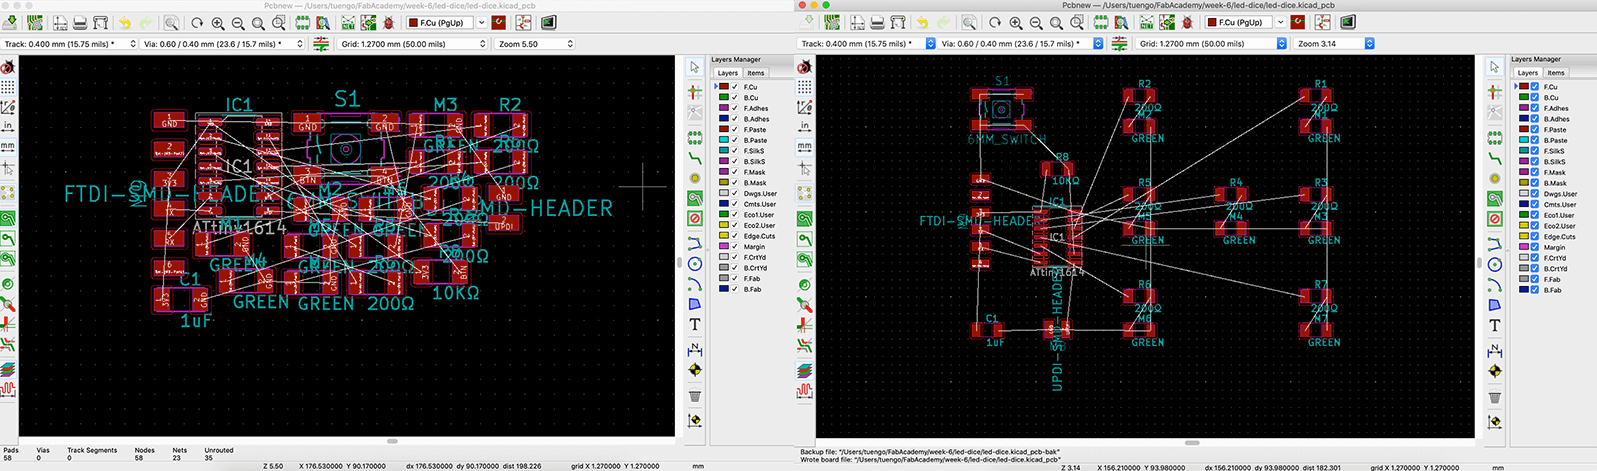 Pcbnew — /Users/tuengo/FabAcademy/week-6/led-dice/led-dice.kicad_pcb
F.Cu (PgUp)
Track: 0.400 mm (15.75 mils) *
Via: 0.60 / 0.40 mm (23.6 / 15.7 mils) *
Grid: 1.2700 mm (50.00 mils)
Zoom 5.50
Layers Manager
Layers Items
F.Cu
B.Cu
F.Adhes
B.Adhes
F.Paste
B.Paste
F.SilkS
B.SilkS
F.Mask
B.Mask
Dwgs.User
Cmts.User
Eco1.User
Eco2.User
Edge.Cuts
Margin
F.CrtYd
B.CrtYd
F.Fab
B.Fab
in
mm
IC1
S1
M3
R2
GND
GND
GND
200Ω
IC1
3V3
BTN
200Ω
FTDI-SMD-HEADER
RX
ATtiny1614
UPDI
C1
GREEN
GREEN
200Ω
10KΩ
1uF
Pads
58
Vias
0
Track Segments
0
Nodes
58
Nets
23
Unrouted
35
Z 5.50
X 176.530000 Y 90.170000
dx 176.530000 dy 90.170000 dist 198.226
grid X 1.270000 Y 1.270000
mm
Pcbnew — /Users/tuengo/FabAcademy/week-6/led-dice/led-dice.kicad_pcb
F.Cu (PgUp)
Track: 0.400 mm (15.75 mils) *
Via: 0.60 / 0.40 mm (23.6 / 15.7 mils) *
Grid: 1.2700 mm (50.00 mils)
Zoom 3.14
Layers Manager
Layers Items
F.Cu
B.Cu
F.Adhes
B.Adhes
F.Paste
B.Paste
F.SilkS
B.SilkS
F.Mask
B.Mask
Dwgs.User
Cmts.User
Eco1.User
Eco2.User
Edge.Cuts
Margin
F.CrtYd
B.CrtYd
F.Fab
B.Fab
in
mm
S1
6MM_SWITCH
R2
200Ω
M2
GREEN
R1
200Ω
M1
GREEN
R8
10KΩ
IC1
FTDI-SMD-HEADER
IC1
ATtiny1614
R5
200Ω
M5
GREEN
R4
200Ω
M4
GREEN
R3
200Ω
M3
GREEN
R6
200Ω
M6
GREEN
R7
200Ω
M7
GREEN
C1
1uF
UPDI-SMD-HEADER
Backup file: "/Users/tuengo/FabAcademy/week-6/led-dice/led-dice.kicad_pcb-bak"
Wrote board file: "/Users/tuengo/FabAcademy/week-6/led-dice/led-dice.kicad_pcb"
Z 3.14
X 156.210000 Y 93.980000
dx 156.210000 dy 93.980000 dist 182.301
grid X 1.270000 Y 1.270000
mm